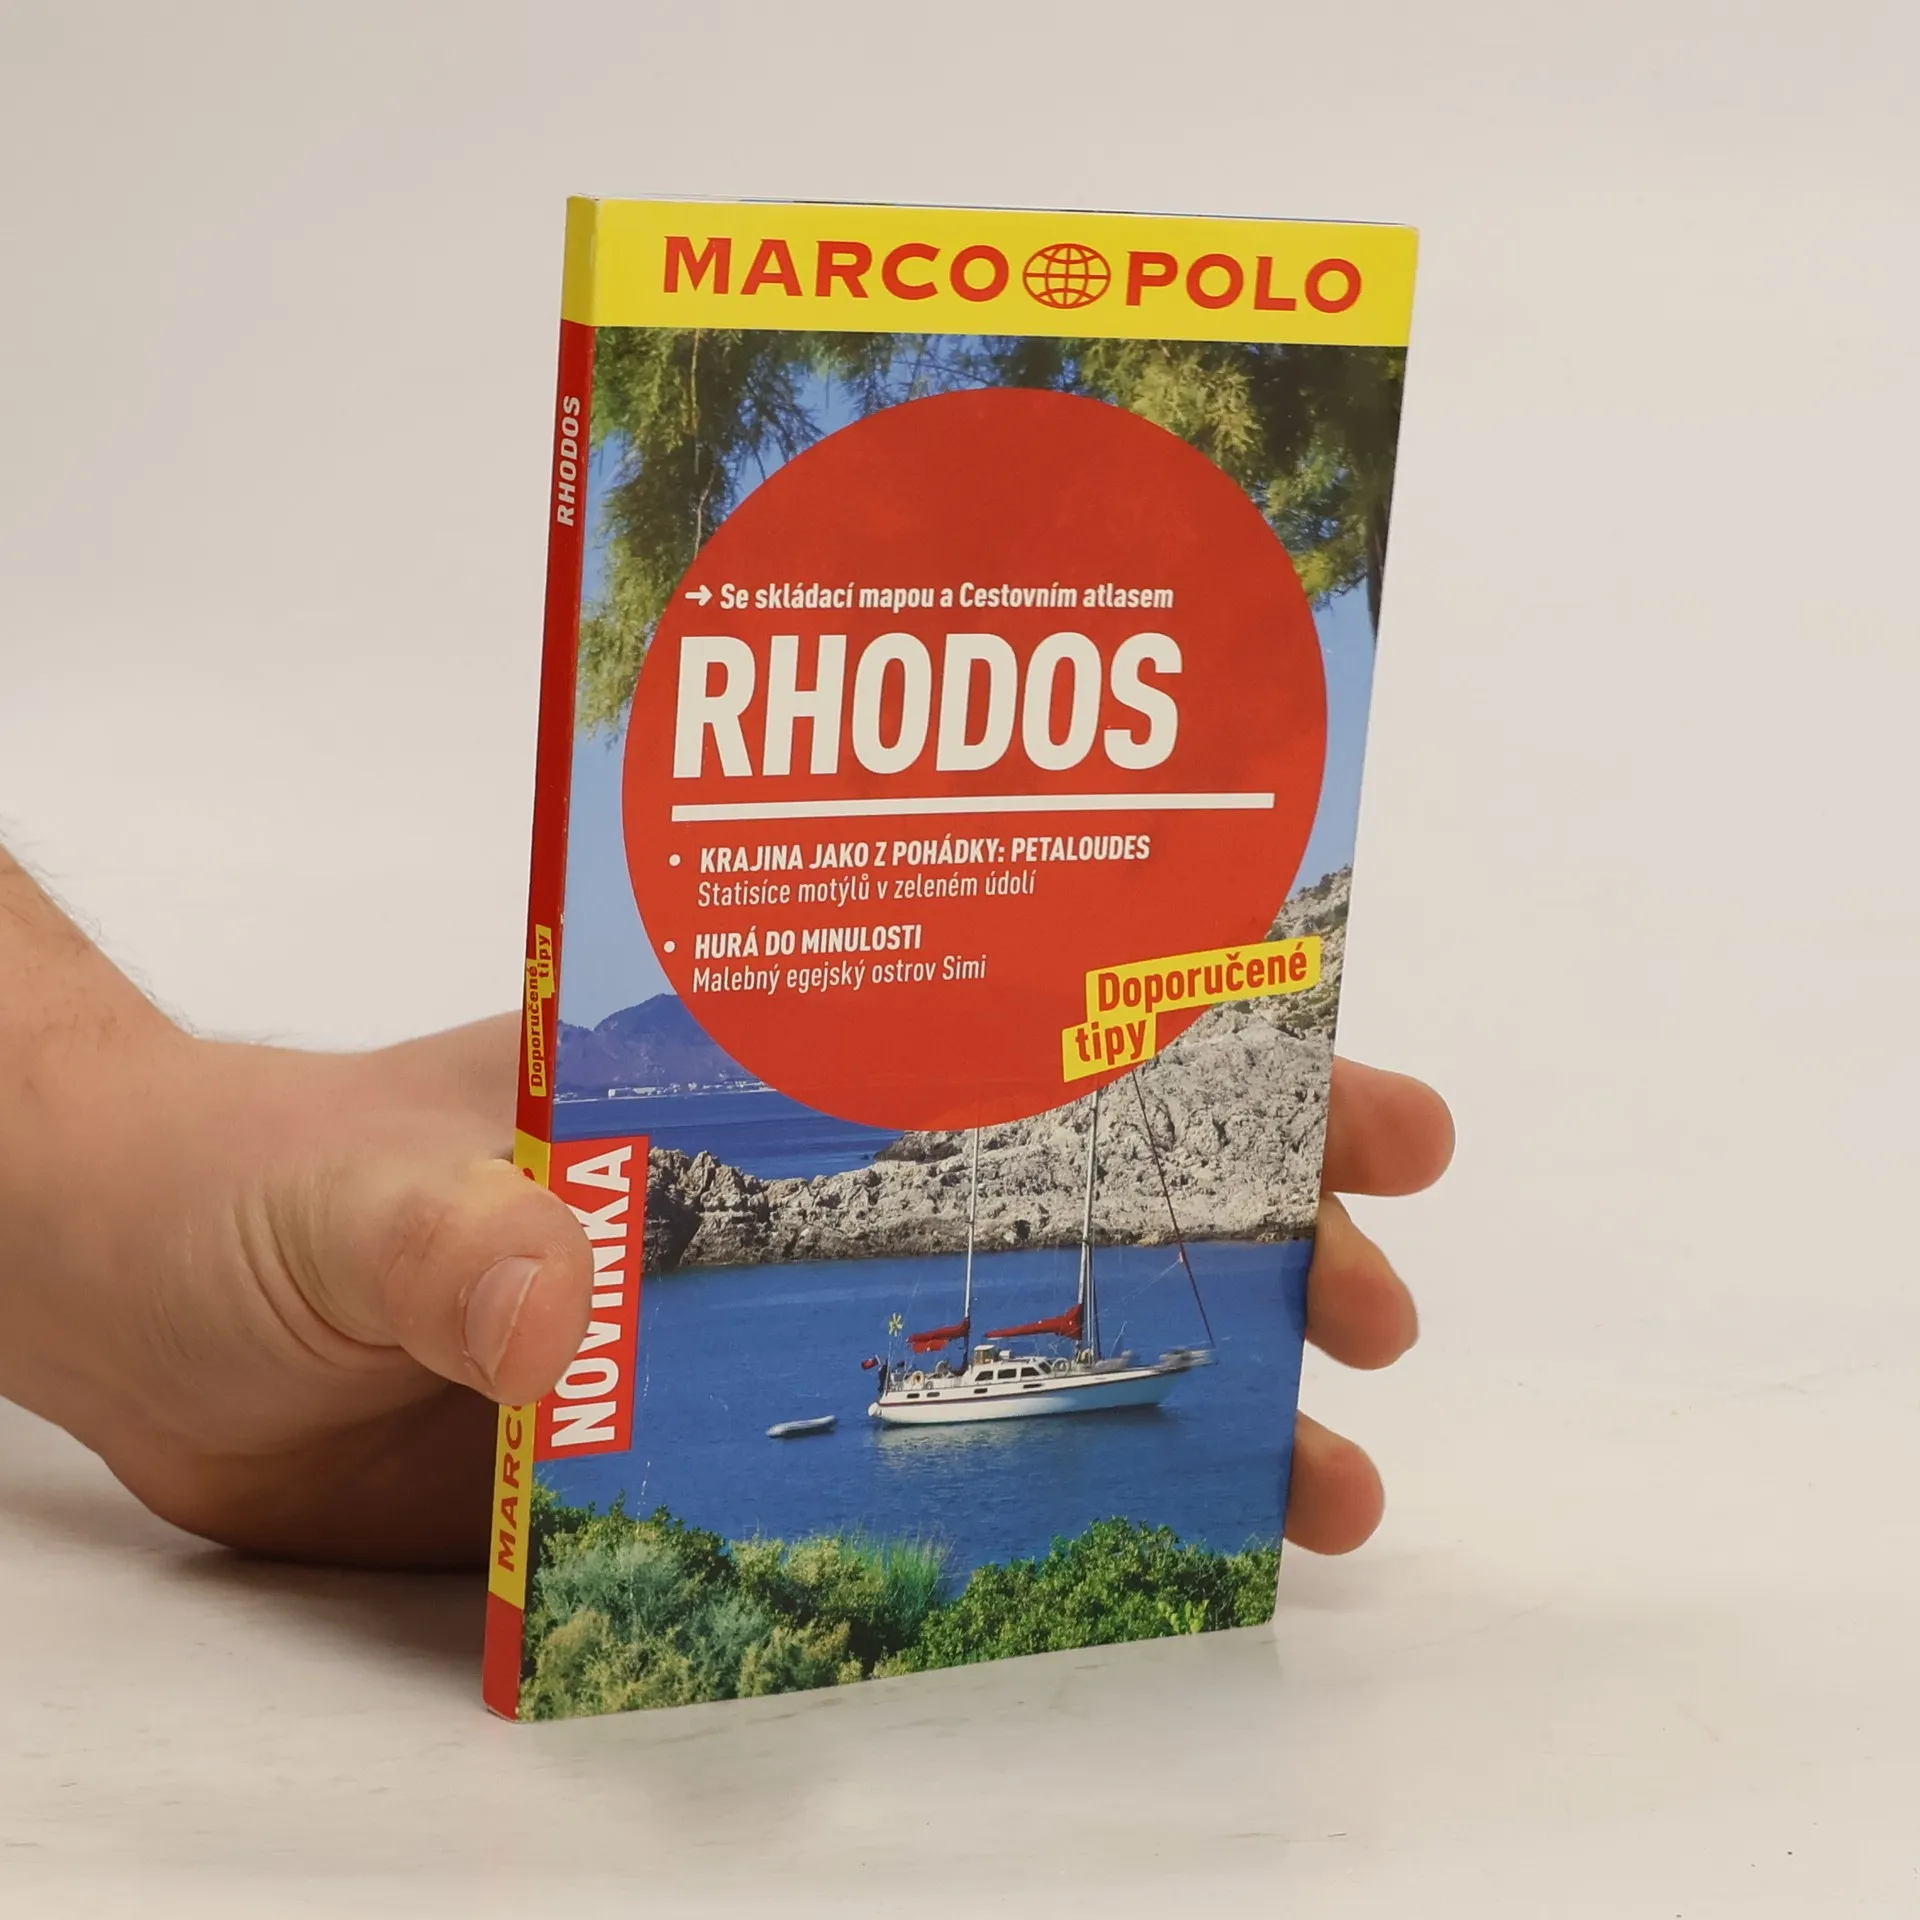 MARCO POLO
Se skládací mapou a Cestovním atlasem
RHODOS
• KRAJINA JAKO Z POHÁDKY: PETALOUDES
Statisíce motýlů v zeleném údolí
• HURÁ DO MINULOSTI
Malebný egejský ostrov Simi
Doporučené
tipy
NOVINKA
RHODOS
Doporučené
tipy
MARCO